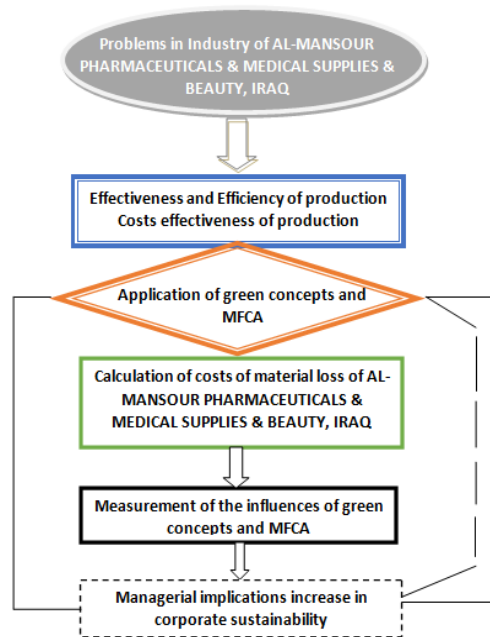 Problems in Industry of AL-MANSOUR
PHARMACEUTICALS & MEDICAL SUPPLIES &
BEAUTY, IRAQ
Effectiveness and Efficiency of production
Costs effectiveness of production
Application of green concepts and
MFCA
Calculation of costs of material loss of AL-
MANSOUR PHARMACEUTICALS &
MEDICAL SUPPLIES & BEAUTY, IRAQ
Measurement of the influences of green
concepts and MFCA
Managerial implications increase in
corporate sustainability